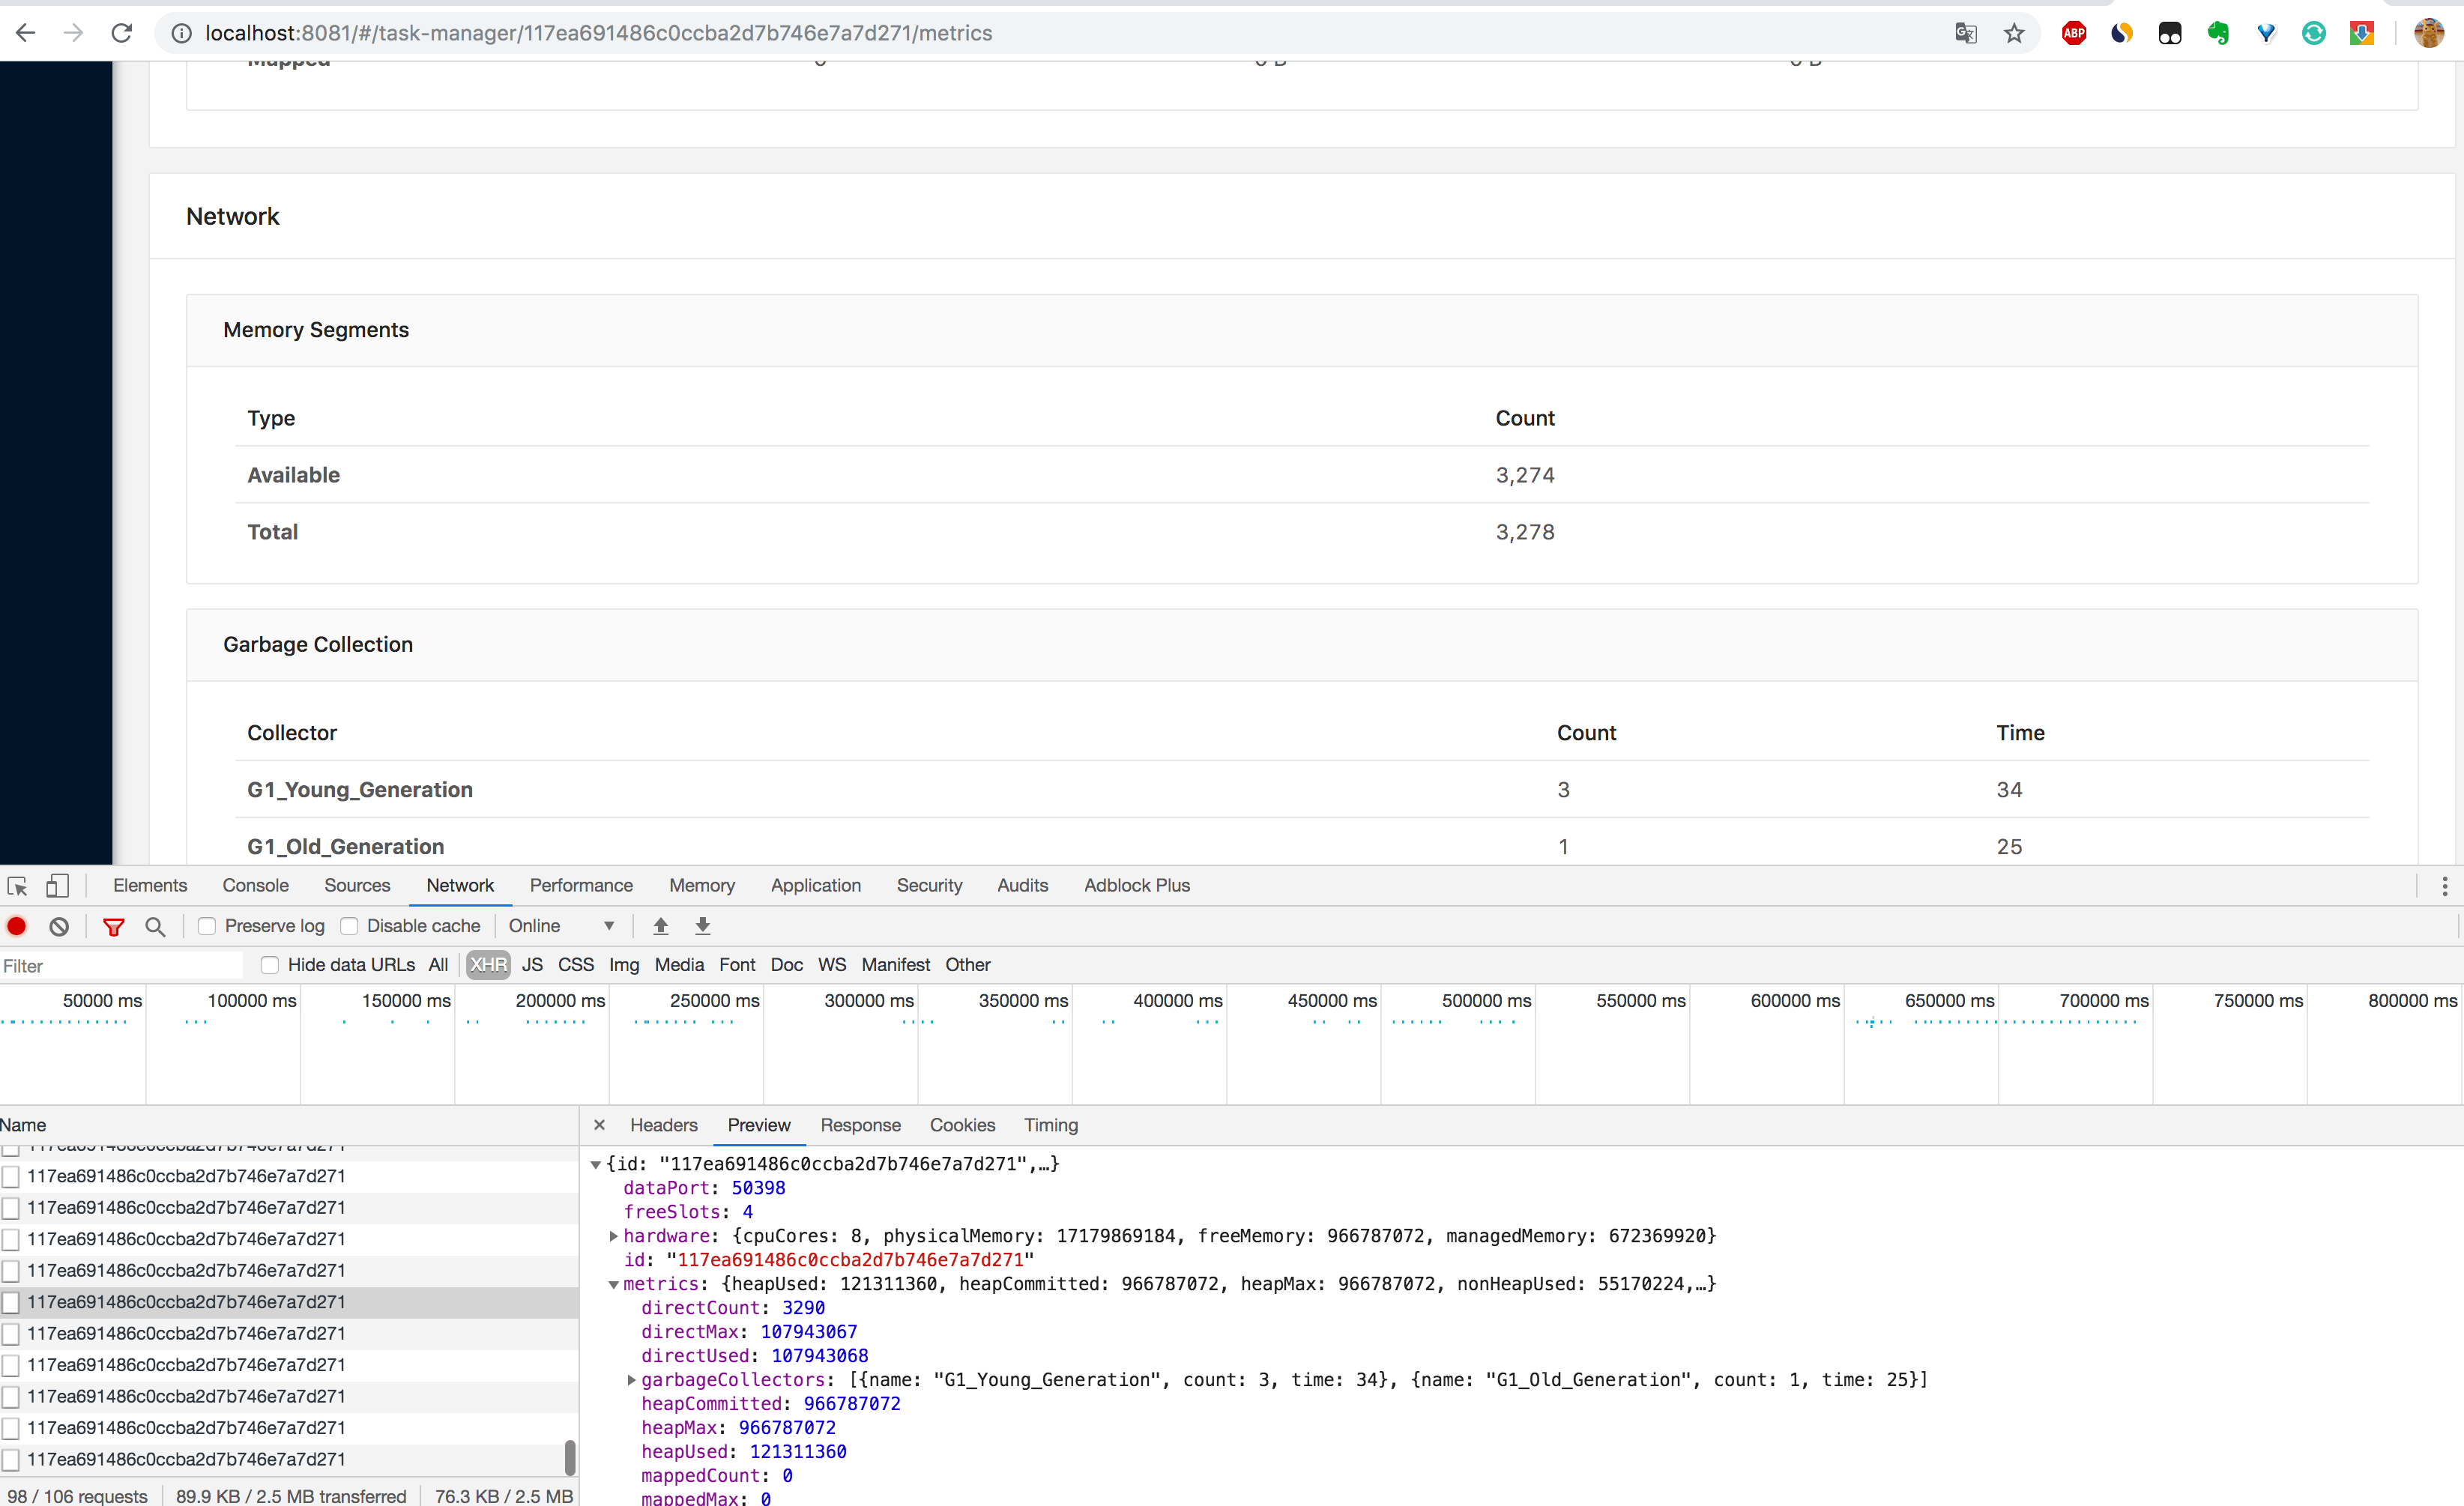 localhost:8081/#/task-manager/117ea691486c0ccba2d7b746e7a7d271/metrics
ABP
Mapped 0 0 B 0 B
Network
Memory Segments
Type Count
Available 3,274
Total 3,278
Garbage Collection
Collector Count Time
G1_Young_Generation 3 34
G1_Old_Generation 1 25
Elements Console Sources Network Performance Memory Application Security Audits Adblock Plus
Preserve log Disable cache Online
Filter Hide data URLs All XHR JS CSS Img Media Font Doc WS Manifest Other
50000 ms 100000 ms 150000 ms 200000 ms 250000 ms 300000 ms 350000 ms 400000 ms 450000 ms 500000 ms 550000 ms 600000 ms 650000 ms 700000 ms 750000 ms 800000 ms
Name
117ea691486c0ccba2d7b746e7a7d271
117ea691486c0ccba2d7b746e7a7d271
117ea691486c0ccba2d7b746e7a7d271
117ea691486c0ccba2d7b746e7a7d271
117ea691486c0ccba2d7b746e7a7d271
117ea691486c0ccba2d7b746e7a7d271
117ea691486c0ccba2d7b746e7a7d271
117ea691486c0ccba2d7b746e7a7d271
117ea691486c0ccba2d7b746e7a7d271
117ea691486c0ccba2d7b746e7a7d271
117ea691486c0ccba2d7b746e7a7d271
98 / 106 requests 89.9 KB / 2.5 MB transferred 76.3 KB / 2.5 MB
× Headers Preview Response Cookies Timing
{id: "117ea691486c0ccba2d7b746e7a7d271",…}
dataPort: 50398
freeSlots: 4
hardware: {cpuCores: 8, physicalMemory: 17179869184, freeMemory: 966787072, managedMemory: 672369920}
id: "117ea691486c0ccba2d7b746e7a7d271"
metrics: {heapUsed: 121311360, heapCommitted: 966787072, heapMax: 966787072, nonHeapUsed: 55170224,…}
directCount: 3290
directMax: 107943067
directUsed: 107943068
garbageCollectors: [{name: "G1_Young_Generation", count: 3, time: 34}, {name: "G1_Old_Generation", count: 1, time: 25}]
heapCommitted: 966787072
heapMax: 966787072
heapUsed: 121311360
mappedCount: 0
mappedMax: 0